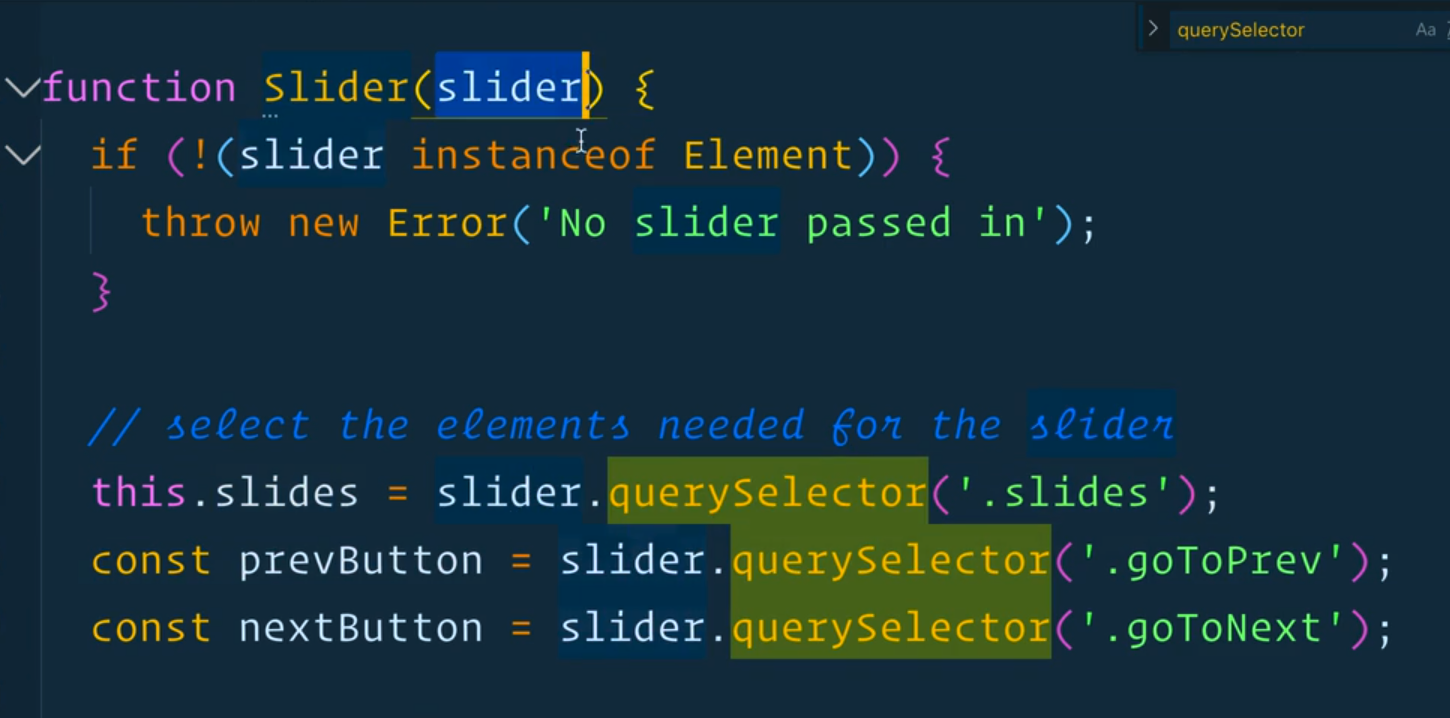 querySelector Aa
function Slider(slider) {
if (!(slider instanceof Element)) {
throw new Error('No slider passed in');
}
// select the elements needed for the slider
this.slides = slider.querySelector('.slides');
const prevButton = slider.querySelector('.goToPrev');
const nextButton = slider.querySelector('.goToNext');